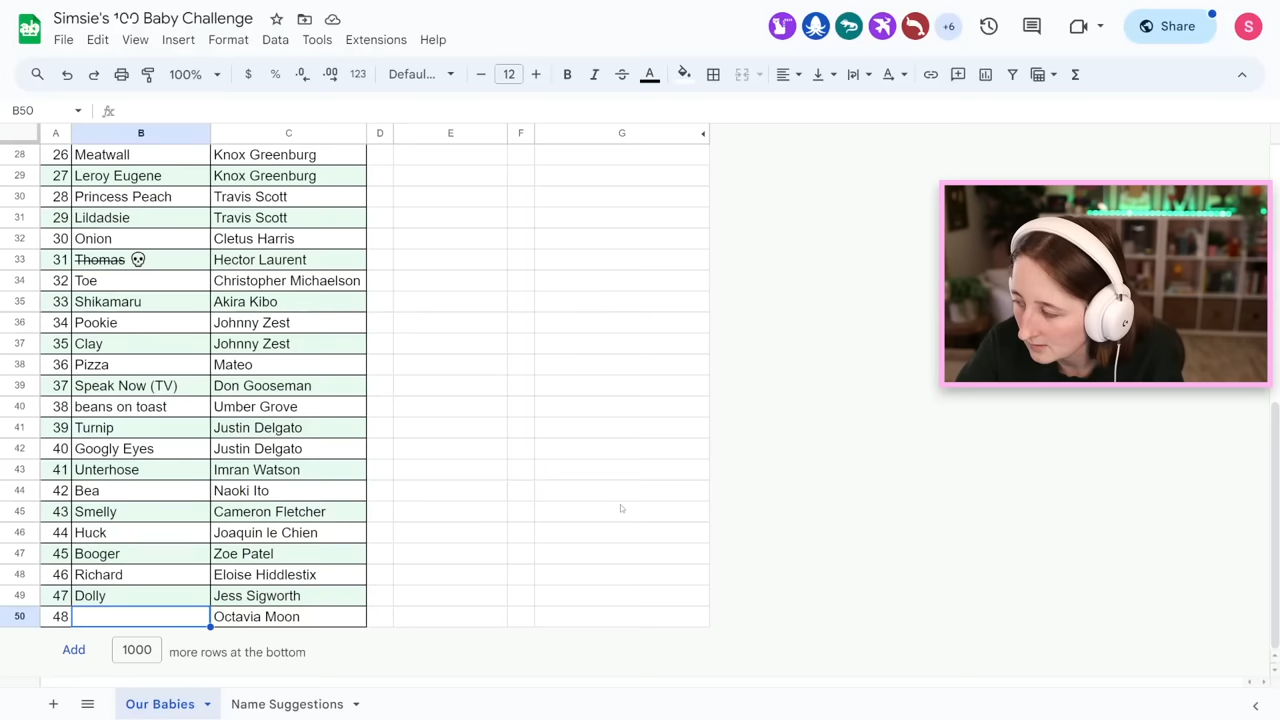 Simsie's 100 Baby Challenge
+6
Share
S
File Edit View Insert Format Data Tools Extensions Help
100% $ % .0 .00 123 Defaul... 12 B I A
B50
A B C D E F G
28 26 Meatwall Knox Greenburg
29 27 Leroy Eugene Knox Greenburg
30 28 Princess Peach Travis Scott
31 29 Lildadsie Travis Scott
32 30 Onion Cletus Harris
33 31 Thomas 💀 Hector Laurent
34 32 Toe Christopher Michaelson
35 33 Shikamaru Akira Kibo
36 34 Pookie Johnny Zest
37 35 Clay Johnny Zest
38 36 Pizza Mateo
39 37 Speak Now (TV) Don Gooseman
40 38 beans on toast Umber Grove
41 39 Turnip Justin Delgato
42 40 Googly Eyes Justin Delgato
43 41 Unterhose Imran Watson
44 42 Bea Naoki Ito
45 43 Smelly Cameron Fletcher
46 44 Huck Joaquin le Chien
47 45 Booger Zoe Patel
48 46 Richard Eloise Hiddlestix
49 47 Dolly Jess Sigworth
50 48 Octavia Moon
Add 1000 more rows at the bottom
Our Babies Name Suggestions